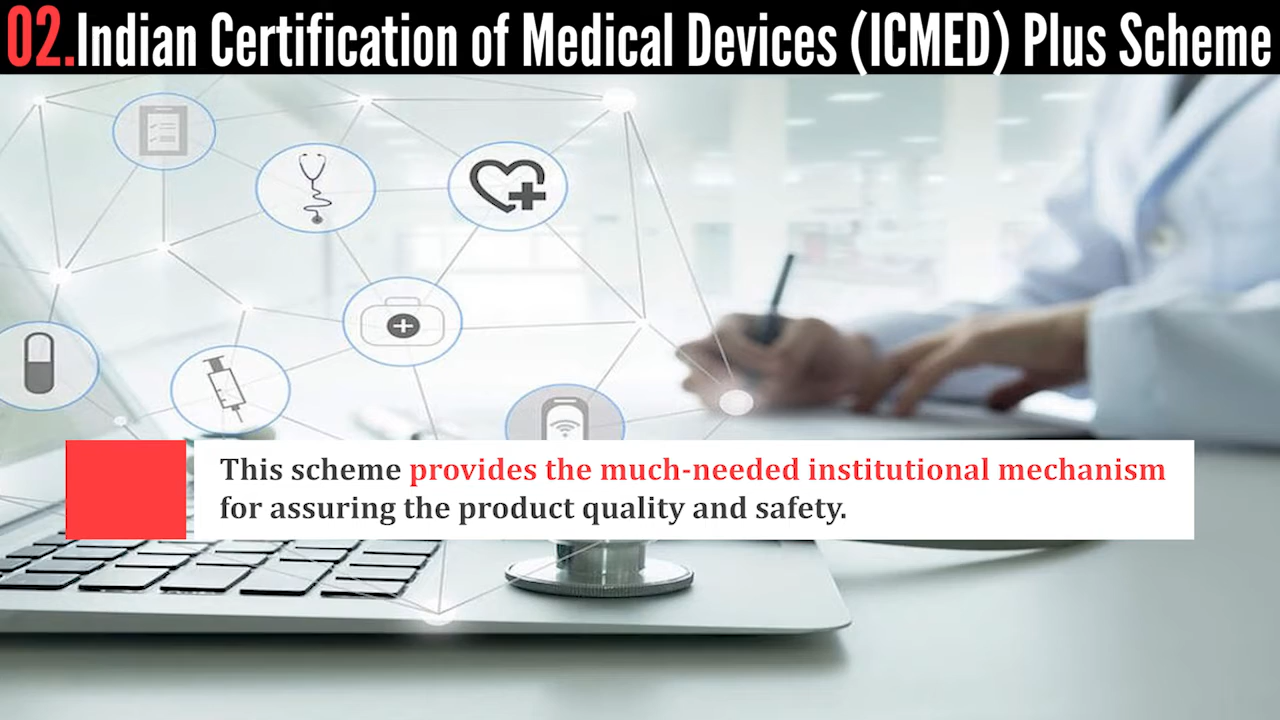 02.Indian Certification of Medical Devices (ICMED) Plus Scheme
This scheme provides the much-needed institutional mechanism
for assuring the product quality and safety.